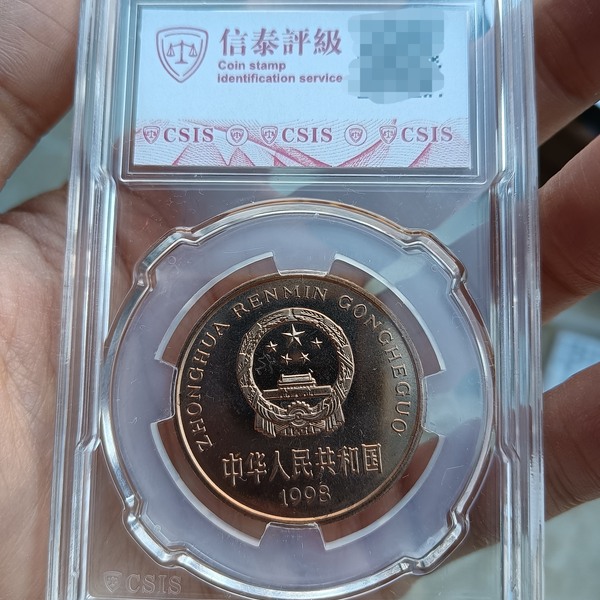 信泰評級
Coin stamp
Identification service
CSIS CSIS CSIS
ZHONGHUA RENMIN GONGHEGUO
中华人民共和国
1998
CSIS